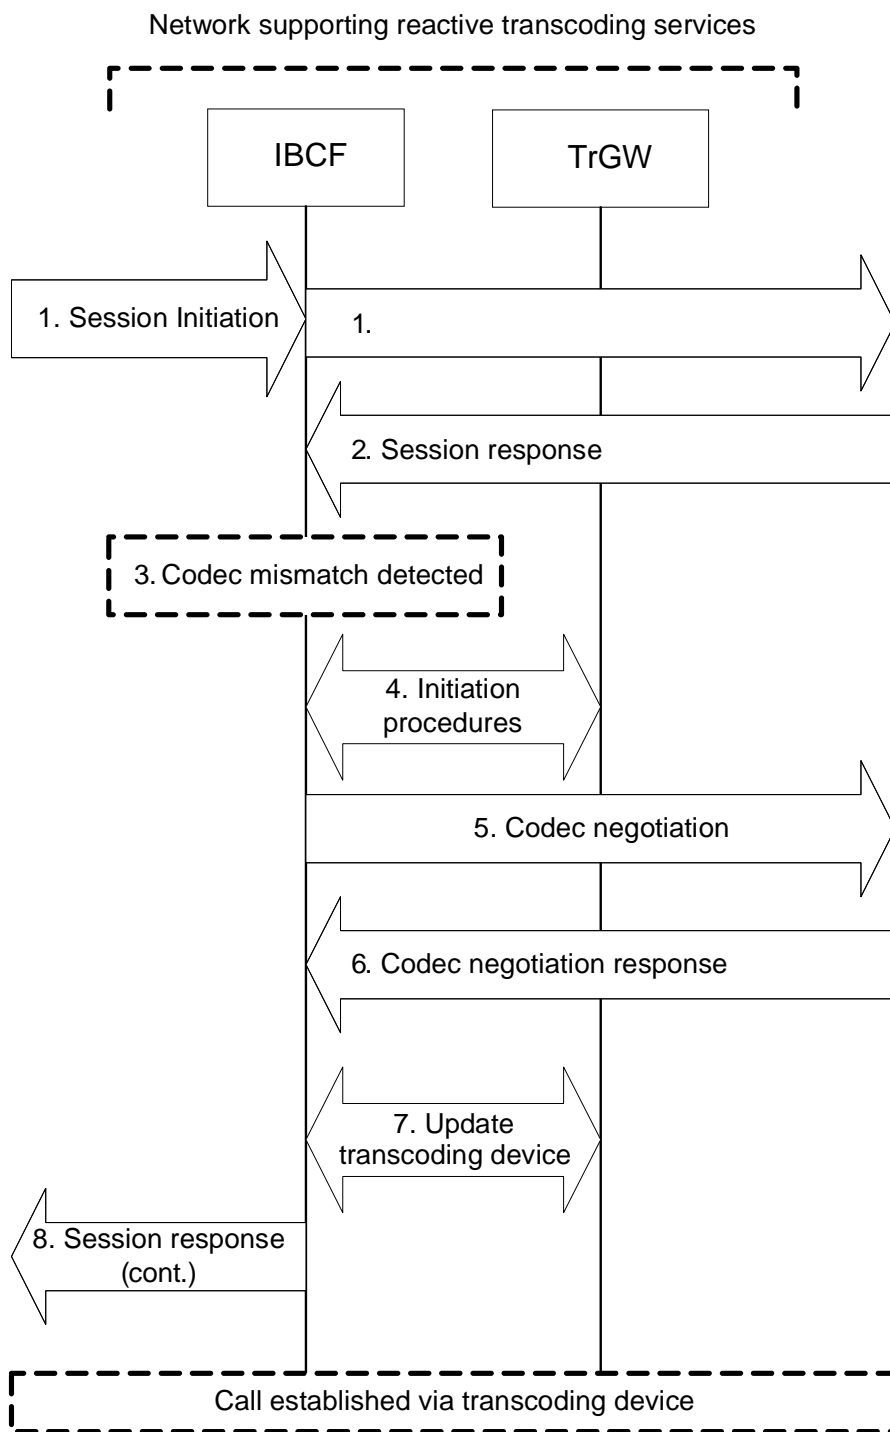 Network supporting reactive transcoding services
IBCF
TrGW
1. Session Initiation
1.
2. Session response
3. Codec mismatch detected
4. Initiation
procedures
5. Codec negotiation
6. Codec negotiation response
7. Update
transcoding device
8. Session response
(cont.)
Call established via transcoding device